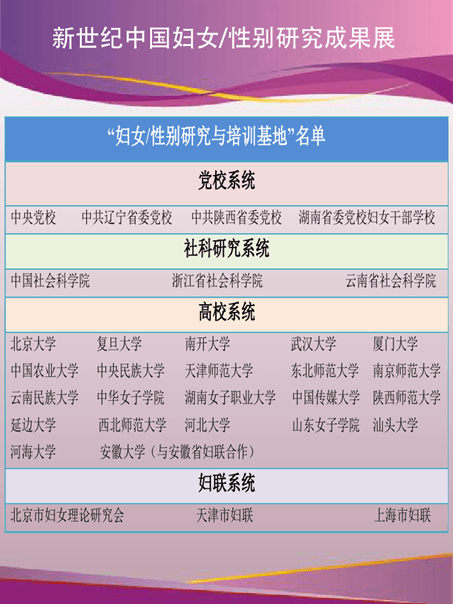 新世纪中国妇女/性别研究成果展
“妇女/性别研究与培训基地”名单
党校系统
中央党校 中共辽宁省委党校 中共陕西省委党校 湖南省委党校妇女干部学校
社科研究系统
中国社会科学院 浙江省社会科学院 云南省社会科学院
高校系统
北京大学 复旦大学 南开大学 武汉大学 厦门大学
中国农业大学 中央民族大学 天津师范大学 东北师范大学 南京师范大学
云南民族大学 中华女子学院 湖南女子职业大学 中国传媒大学 陕西师范大学
延边大学 西北师范大学 河北大学 山东女子学院 汕头大学
河海大学 安徽大学（与安徽省妇联合作）
妇联系统
北京市妇女理论研究会 天津市妇联 上海市妇联